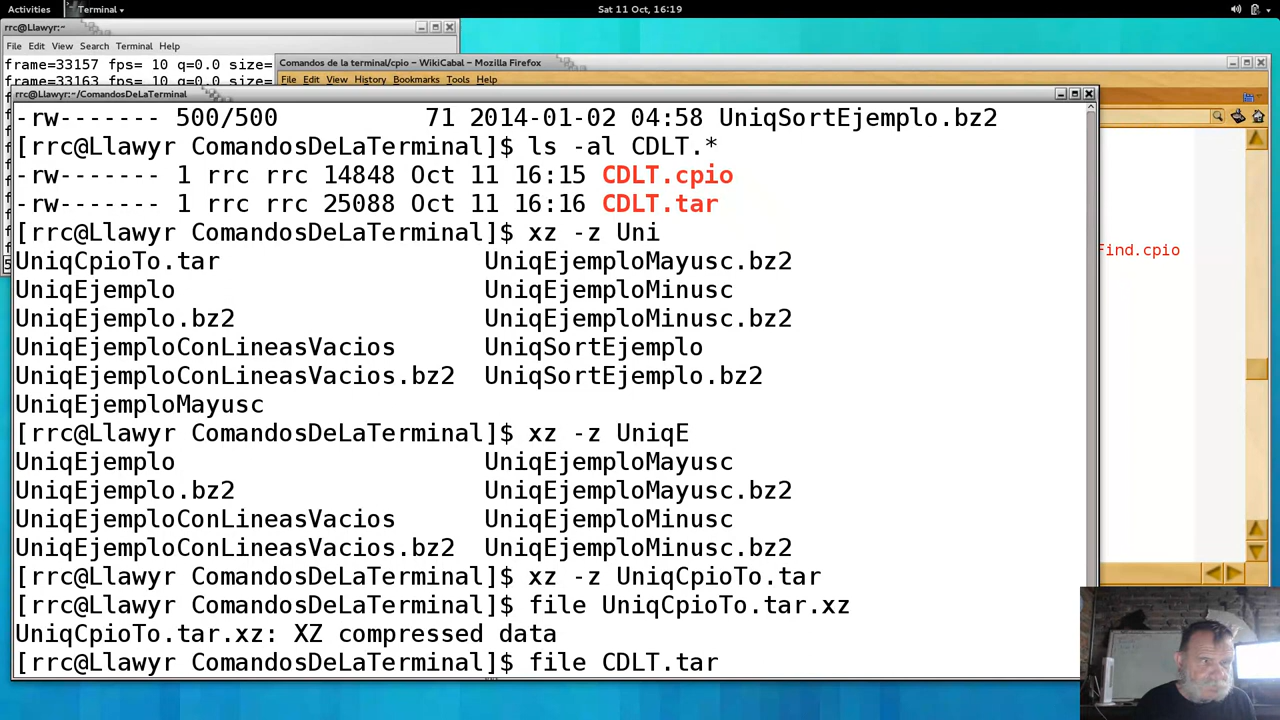 Activities Terminal Sat 11 Oct, 16:19
rrc@Llawyr:~
File Edit View Search Terminal Help
frame=33157 fps= 10 q=0.0 size=
frame=33163 fps= 10 q=0.0 size=
Comandos de la terminal/cpio - WikiCabal - Mozilla Firefox
File Edit View History Bookmarks Tools Help
rrc@Llawyr:~/ComandosDeLaTerminal
-rw------- 500/500 71 2014-01-02 04:58 UniqSortEjemplo.bz2
[rrc@Llawyr ComandosDeLaTerminal]$ ls -al CDLT.*
-rw------- 1 rrc rrc 14848 Oct 11 16:15 CDLT.cpio
-rw------- 1 rrc rrc 25088 Oct 11 16:16 CDLT.tar
[rrc@Llawyr ComandosDeLaTerminal]$ xz -z Uni
UniqCpioTo.tar UniqEjemploMayusc.bz2
UniqEjemplo UniqEjemploMinusc
UniqEjemplo.bz2 UniqEjemploMinusc.bz2
UniqEjemploConLineasVacios UniqSortEjemplo
UniqEjemploConLineasVacios.bz2 UniqSortEjemplo.bz2
UniqEjemploMayusc
[rrc@Llawyr ComandosDeLaTerminal]$ xz -z UniqE
UniqEjemplo UniqEjemploMayusc
UniqEjemplo.bz2 UniqEjemploMayusc.bz2
UniqEjemploConLineasVacios UniqEjemploMinusc
UniqEjemploConLineasVacios.bz2 UniqEjemploMinusc.bz2
[rrc@Llawyr ComandosDeLaTerminal]$ xz -z UniqCpioTo.tar
[rrc@Llawyr ComandosDeLaTerminal]$ file UniqCpioTo.tar.xz
UniqCpioTo.tar.xz: XZ compressed data
[rrc@Llawyr ComandosDeLaTerminal]$ file CDLT.tar
Find.cpio